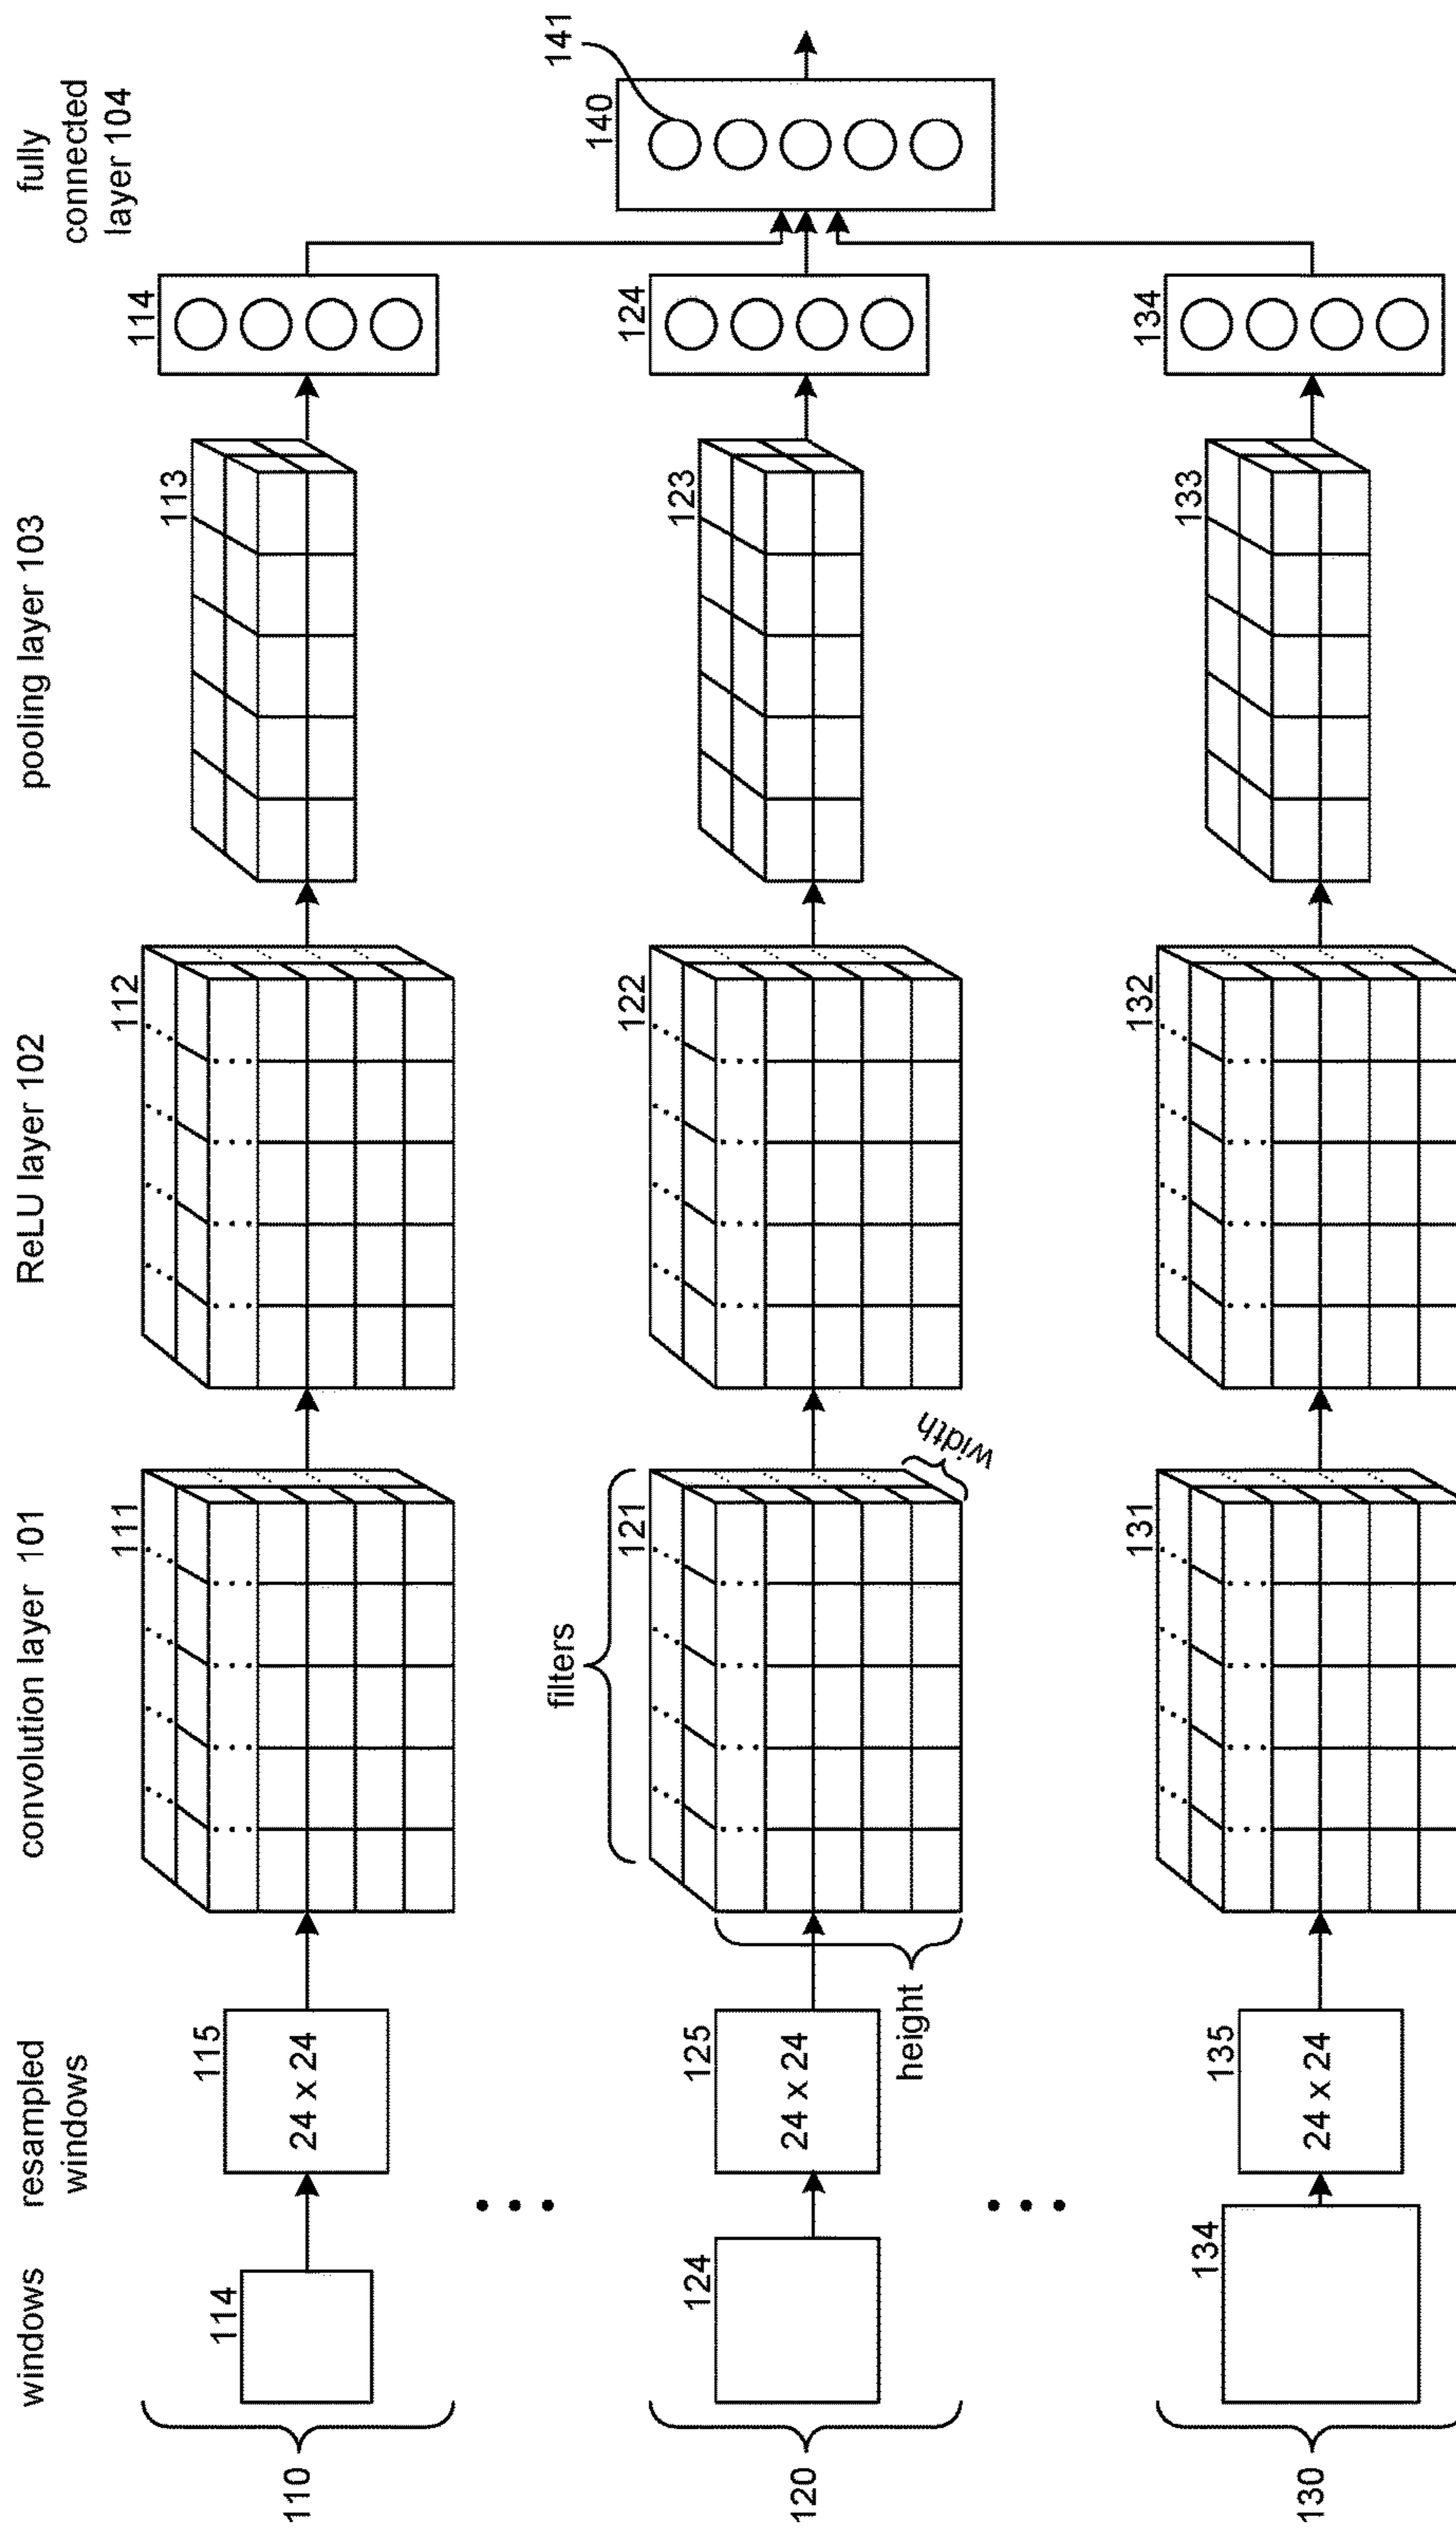 windows
resampled
windows
convolution layer 101
ReLU layer 102
pooling layer 103
fully
connected
layer 104
110
114
115
24 x 24
111
112
113
114
120
124
125
24 x 24
height
filters
121
width
122
123
124
140
141
130
134
135
24 x 24
131
132
133
134